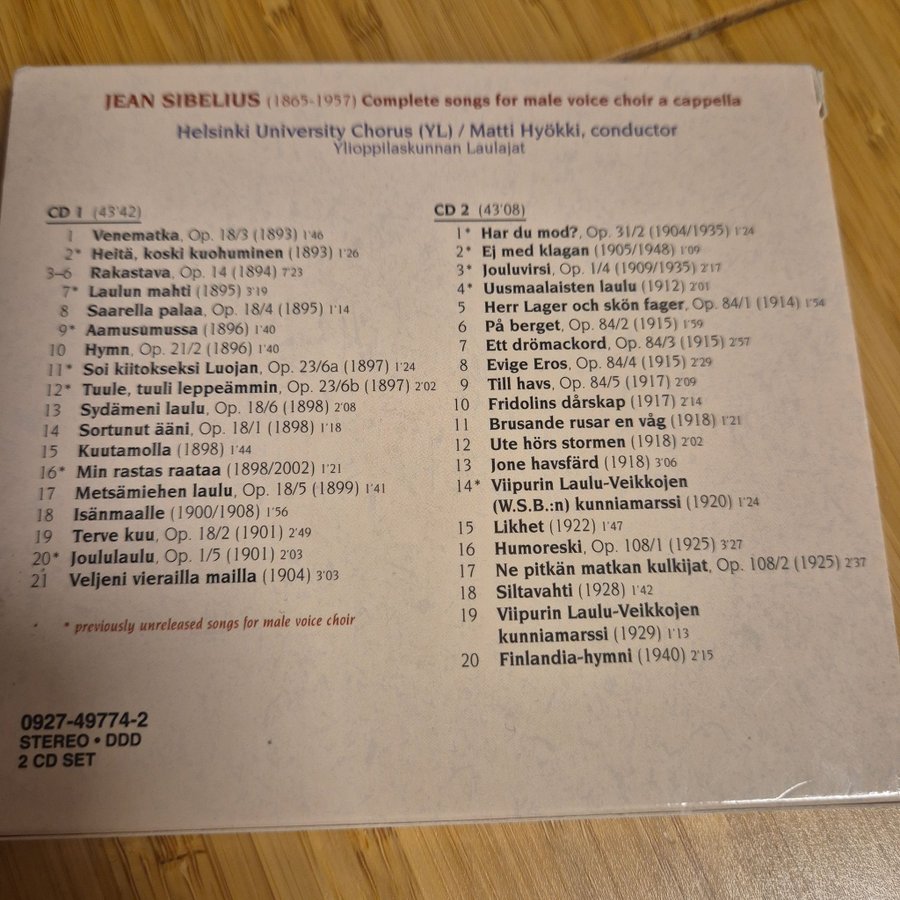 JEAN SIBELIUS (1865-1957) Complete songs for male voice choir a cappella
Helsinki University Chorus (YL) / Matti Hyökki, conductor
Ylioppilaskunnan Laulajat
CD 1 (43'42)
1 Venematka, Op. 18/3 (1893) 1'46
2* Heitä, koski kuohuminen (1893) 1'26
3–6 Rakastava, Op. 14 (1894) 7'23
7* Laulun mahti (1895) 3'19
8 Saarella palaa, Op. 18/4 (1895) 1'14
9* Aamusumussa (1896) 1'40
10 Hymn, Op. 21/2 (1896) 1'40
11* Soi kiitokseksi Luojan, Op. 23/6a (1897) 1'24
12* Tuule, tuuli leppeämmin, Op. 23/6b (1897) 2'02
13 Sydämeni laulu, Op. 18/6 (1898) 2'08
14 Sortunut ääni, Op. 18/1 (1898) 1'18
15 Kuutamolla (1898) 1'44
16* Min rastas raataa (1898/2002) 1'21
17 Metsämiehen laulu, Op. 18/5 (1899) 1'41
18 Isänmaalle (1900/1908) 1'56
19 Terve kuu, Op. 18/2 (1901) 2'49
20* Joululaulu, Op. 1/5 (1901) 2'03
21 Veljeni vierailla mailla (1904) 3'03
* previously unreleased songs for male voice choir
CD 2 (43'08)
1* Har du mod?, Op. 31/2 (1904/1935) 1'24
2* Ej med klagan (1905/1948) 1'09
3* Jouluvirsi, Op. 1/4 (1909/1935) 2'17
4* Uusmaalaisten laulu (1912) 2'01
5 Herr Lager och skön fager, Op. 84/1 (1914) 1'54
6 På berget, Op. 84/2 (1915) 1'59
7 Ett drömackord, Op. 84/3 (1915) 2'57
8 Evige Eros, Op. 84/4 (1915) 2'29
9 Till havs, Op. 84/5 (1917) 2'09
10 Fridolins dårskap (1917) 2'14
11 Brusande rusar en våg (1918) 1'21
12 Ute hörs stormen (1918) 2'02
13 Jone havsfärd (1918) 3'06
14* Viipurin Laulu-Veikkojen
(W.S.B.:n) kunniamarssi (1920) 1'24
15 Likhet (1922) 1'47
16 Humoreski, Op. 108/1 (1925) 3'27
17 Ne pitkän matkan kulkijat, Op. 108/2 (1925) 2'37
18 Siltavahti (1928) 1'42
19 Viipurin Laulu-Veikkojen
kunniamarssi (1929) 1'13
20 Finlandia-hymni (1940) 2'15
0927-49774-2
STEREO • DDD
2 CD SET